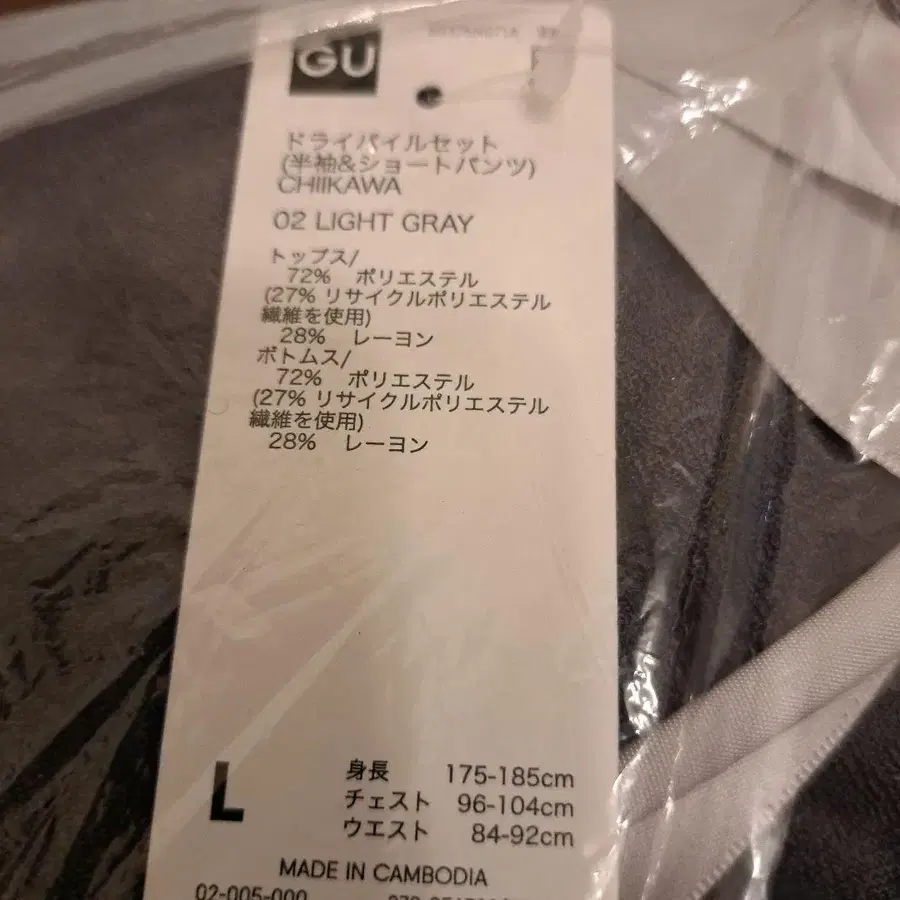 GU
ドライパイルセット
(半袖&ショートパンツ)
CHIIKAWA
02 LIGHT GRAY
トップス/
72% ポリエステル
(27% リサイクルポリエステル
繊維を使用)
28% レーヨン
ボトムス/
72% ポリエステル
(27% リサイクルポリエステル
繊維を使用)
28% レーヨン
L
身長 175-185cm
チェスト 96-104cm
ウエスト 84-92cm
MADE IN CAMBODIA
02-005-000